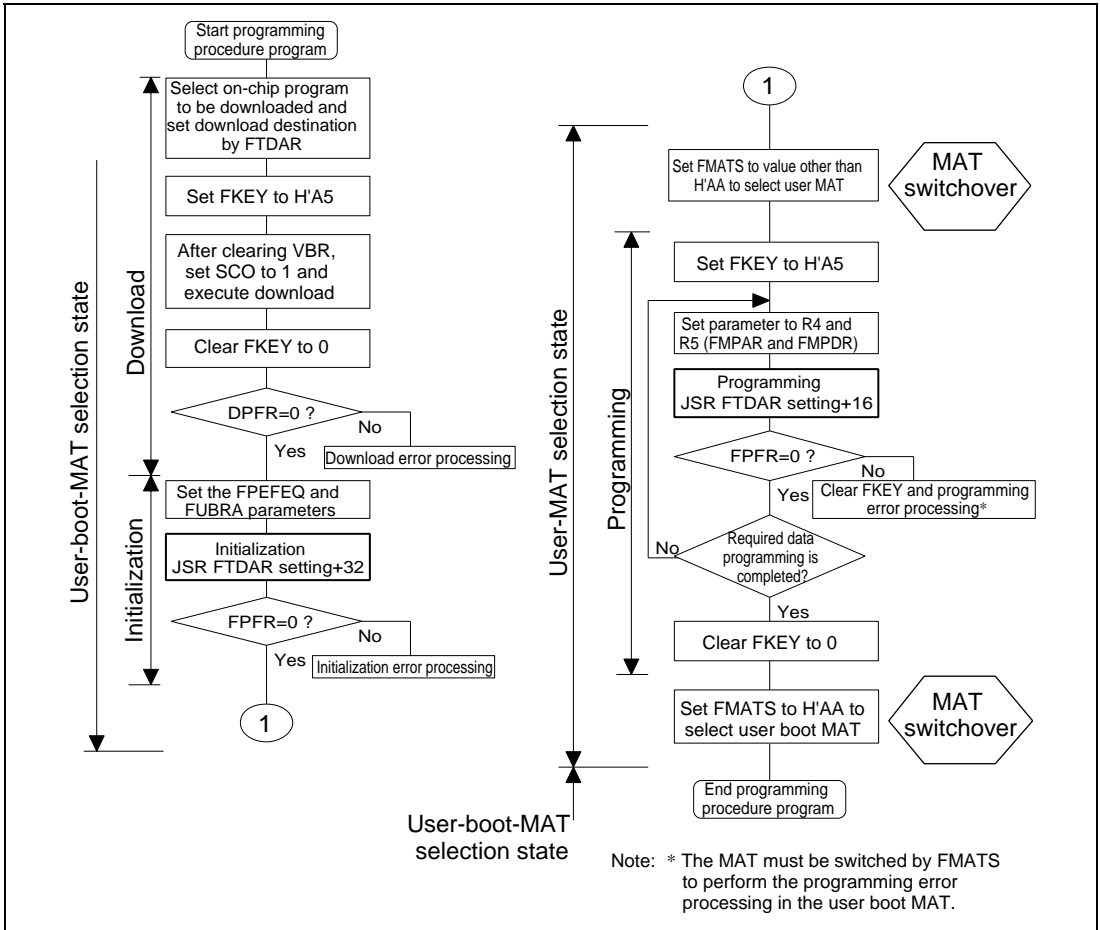 Start programming
procedure program
Select on-chip program
to be downloaded and
set download destination
by FTDAR
Set FKEY to H'A5
After clearing VBR,
set SCO to 1 and
execute download
Clear FKEY to 0
DPFR=0 ?
No
Yes
Download error processing
Set the FPEFEQ and
FUBRA parameters
Initialization
JSR FTDAR setting+32
FPFR=0 ?
No
Yes
Initialization error processing
1
Download
Initialization
User-boot-MAT selection state
1
Set FMATS to value other than
H'AA to select user MAT
MAT
switchover
Set FKEY to H'A5
Set parameter to R4 and
R5 (FMPAR and FMPDR)
Programming
JSR FTDAR setting+16
FPFR=0 ?
No
Yes
Clear FKEY and programming
error processing*
Required data
programming is
completed?
No
Yes
Clear FKEY to 0
Set FMATS to H'AA to
select user boot MAT
MAT
switchover
End programming
procedure program
Programming
User-MAT selection state
User-boot-MAT
selection state
Note: * The MAT must be switched by FMATS
to perform the programming error
processing in the user boot MAT.